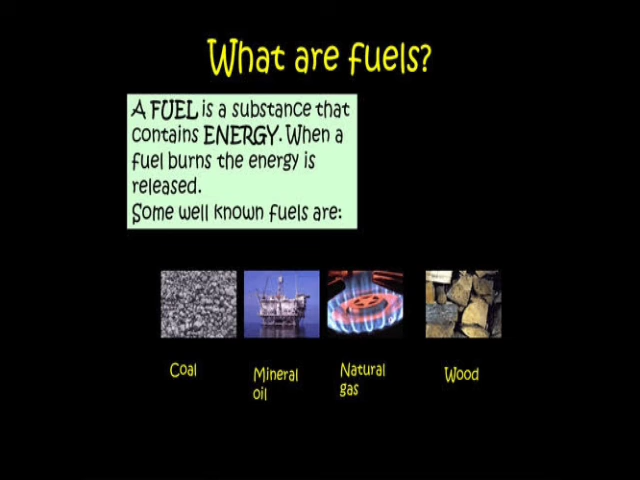 What are fuels?
A FUEL is a substance that
contains ENERGY. When a
fuel burns the energy is
released.
Some well known fuels are:
Coal
Mineral
oil
Natural
gas
Wood